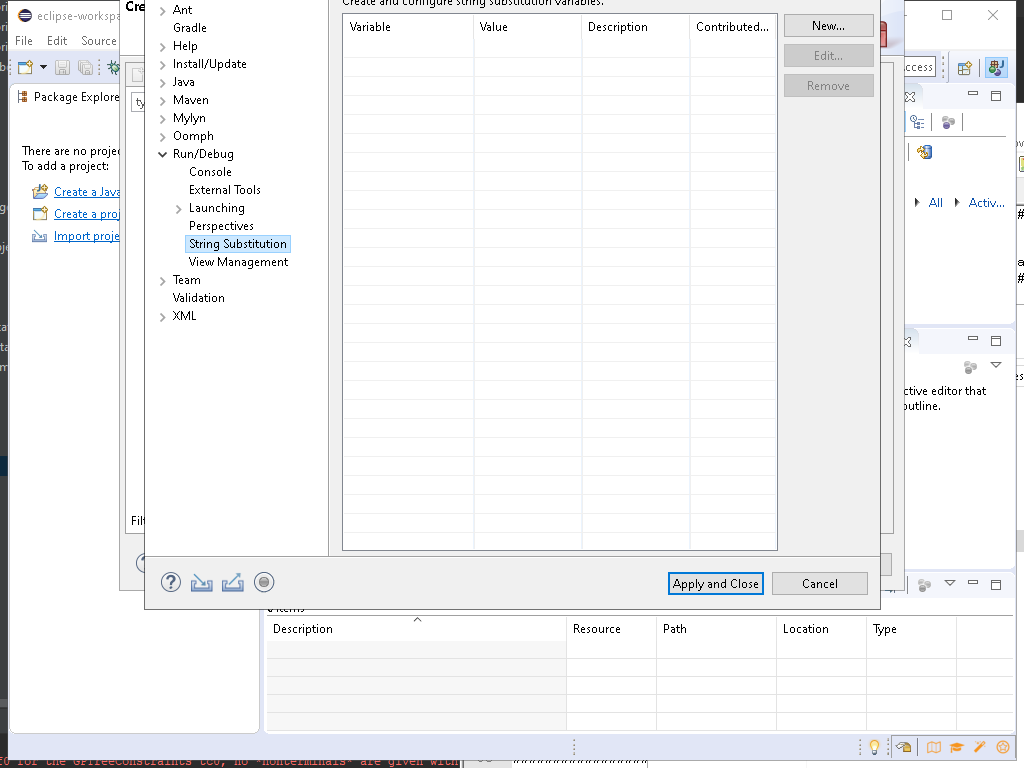 eclipse-workspa
Cre
Create and configure string substitution variables.
File Edit Source
Package Explore
There are no projec
To add a project:
Create a Java
Create a proj
Import proje
Ant
Gradle
Help
Install/Update
Java
Maven
Mylyn
Oomph
Run/Debug
Console
External Tools
Launching
Perspectives
String Substitution
View Management
Team
Validation
XML
Variable Value Description Contributed...
New...
Edit...
Remove
ccess
All Activ...
ctive editor that
outline.
Filt
Apply and Close Cancel
Description Resource Path Location Type